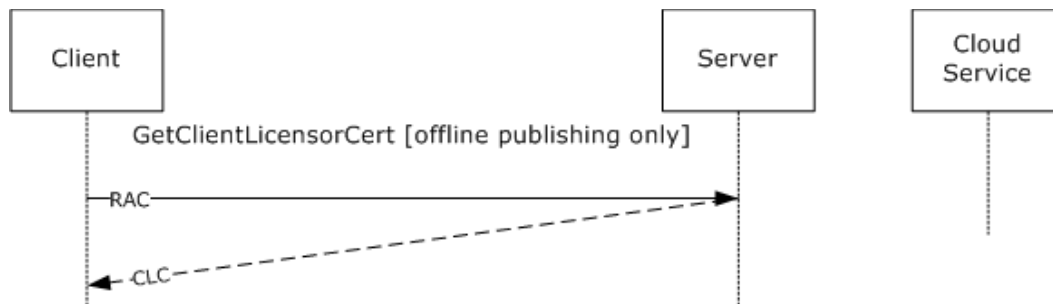 Client
Server
Cloud
Service
GetClientLicensorCert [offline publishing only]
RAC
CLC